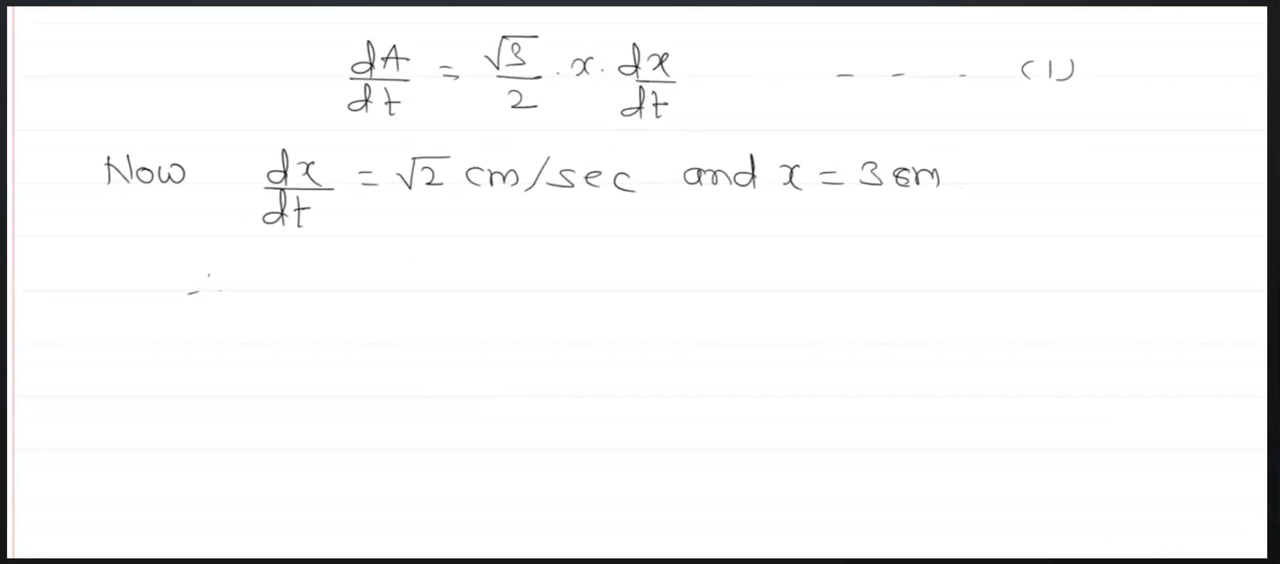 dA/dt = √3/2 . x . dx/dt - - - (1)
Now dx/dt = √2 cm/sec and x = 3 cm
∴